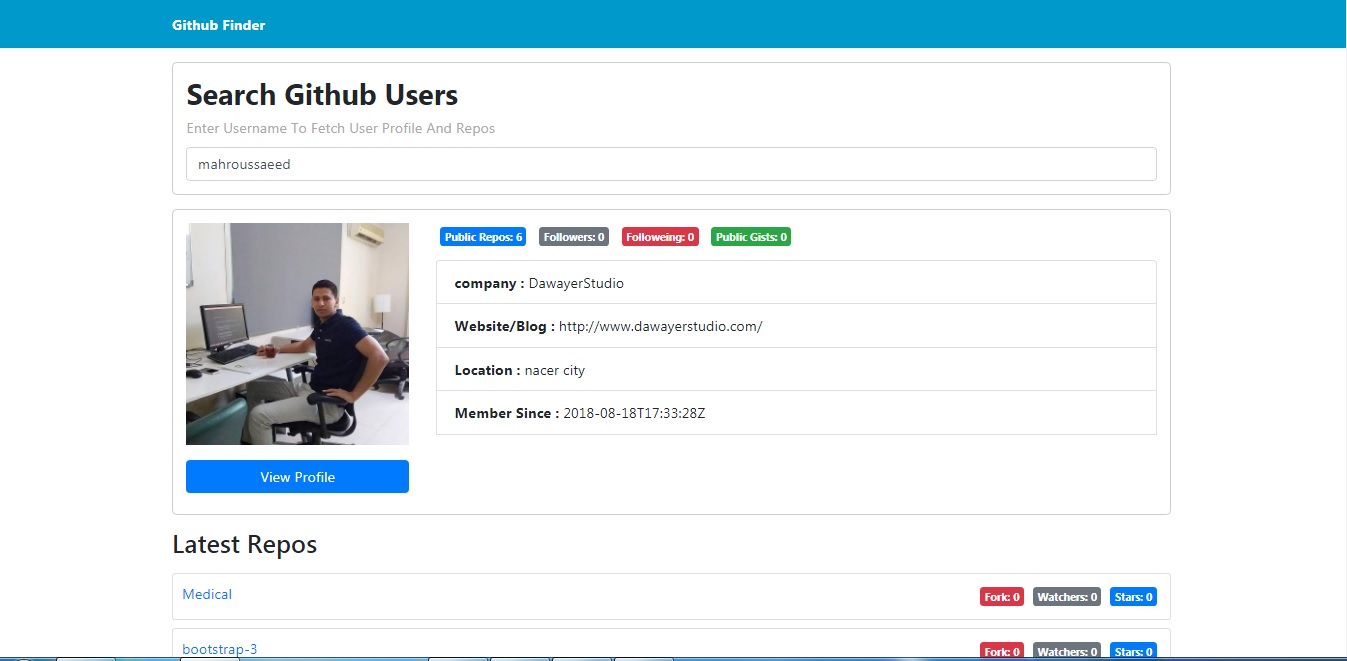 Github Finder
Search Github Users
Enter Username To Fetch User Profile And Repos
mahroussaeed
Public Repos: 6 Followers: 0 Followeing: 0 Public Gists: 0
company : DawayerStudio
Website/Blog : http://www.dawayerstudio.com/
Location : nacer city
Member Since : 2018-08-18T17:33:28Z
View Profile
Latest Repos
Medical Fork: 0 Watchers: 0 Stars: 0
bootstrap-3 Fork: 0 Watchers: 0 Stars: 0